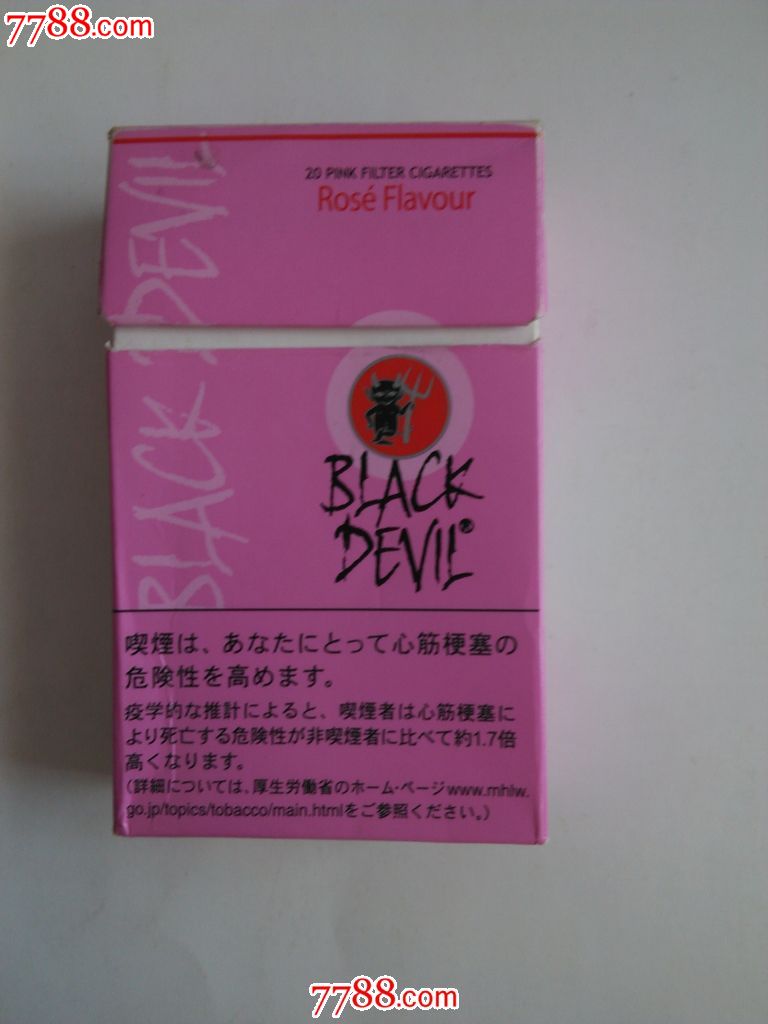 7788.com
20 PINK FILTER CIGARETTES
Rosé Flavour
BLACK DEVIL
BLACK
DEVIL®
喫煙は、あなたにとって心筋梗塞の
危険性を高めます。
疫学的な推計によると、喫煙者は心筋梗塞に
より死亡する危険性が非喫煙者に比べて約1.7倍
高くなります。
(詳細については、厚生労働省のホーム・ページwww.mhlw.
go.jp/topics/tobacco/main.htmlをご参照ください。)
7788.com